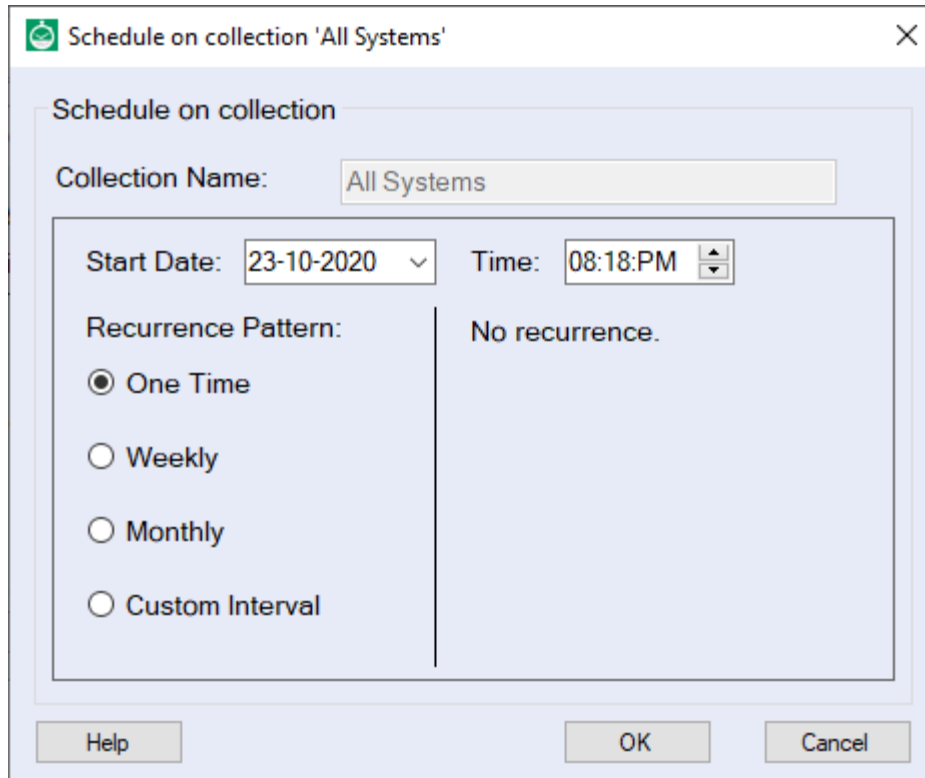 Schedule on collection 'All Systems'
Schedule on collection
Collection Name: All Systems
Start Date: 23-10-2020 Time: 08:18:PM
Recurrence Pattern: No recurrence.
One Time
Weekly
Monthly
Custom Interval
Help OK Cancel